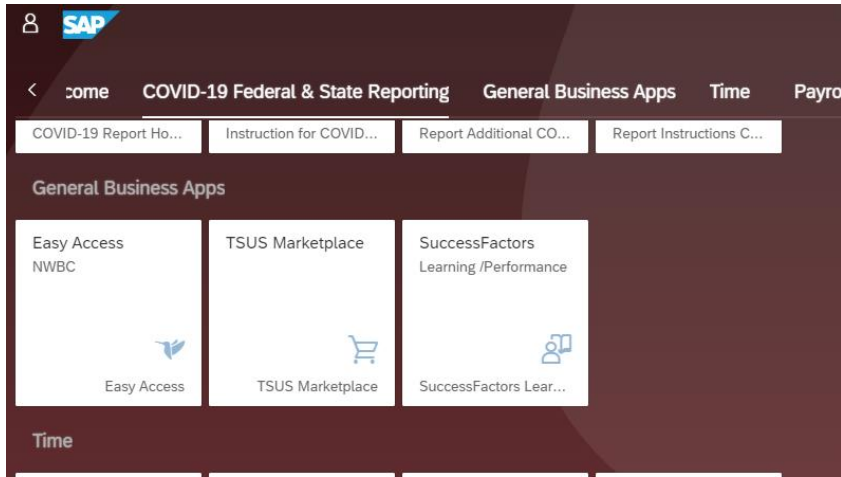 SAP
come COVID-19 Federal & State Reporting General Business Apps Time Payro
COVID-19 Report Ho... Instruction for COVID... Report Additional CO... Report Instructions C...
General Business Apps
Easy Access TSUS Marketplace SuccessFactors
NWBC Learning /Performance
Easy Access TSUS Marketplace SuccessFactors Lear...
Time